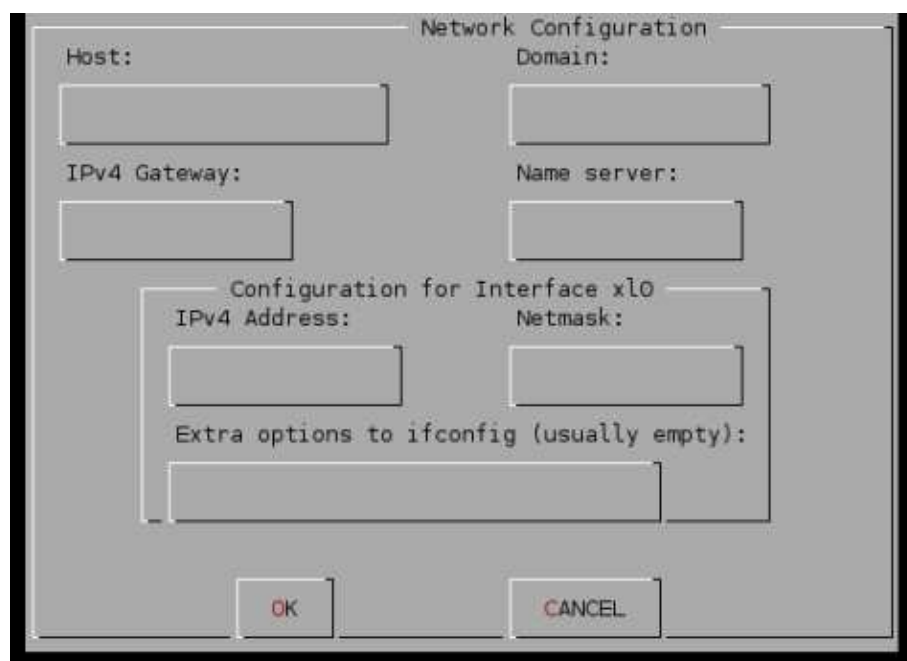 Network Configuration
Host: Domain:
IPv4 Gateway: Name server:
Configuration for Interface xl0
IPv4 Address: Netmask:
Extra options to ifconfig (usually empty):
OK CANCEL